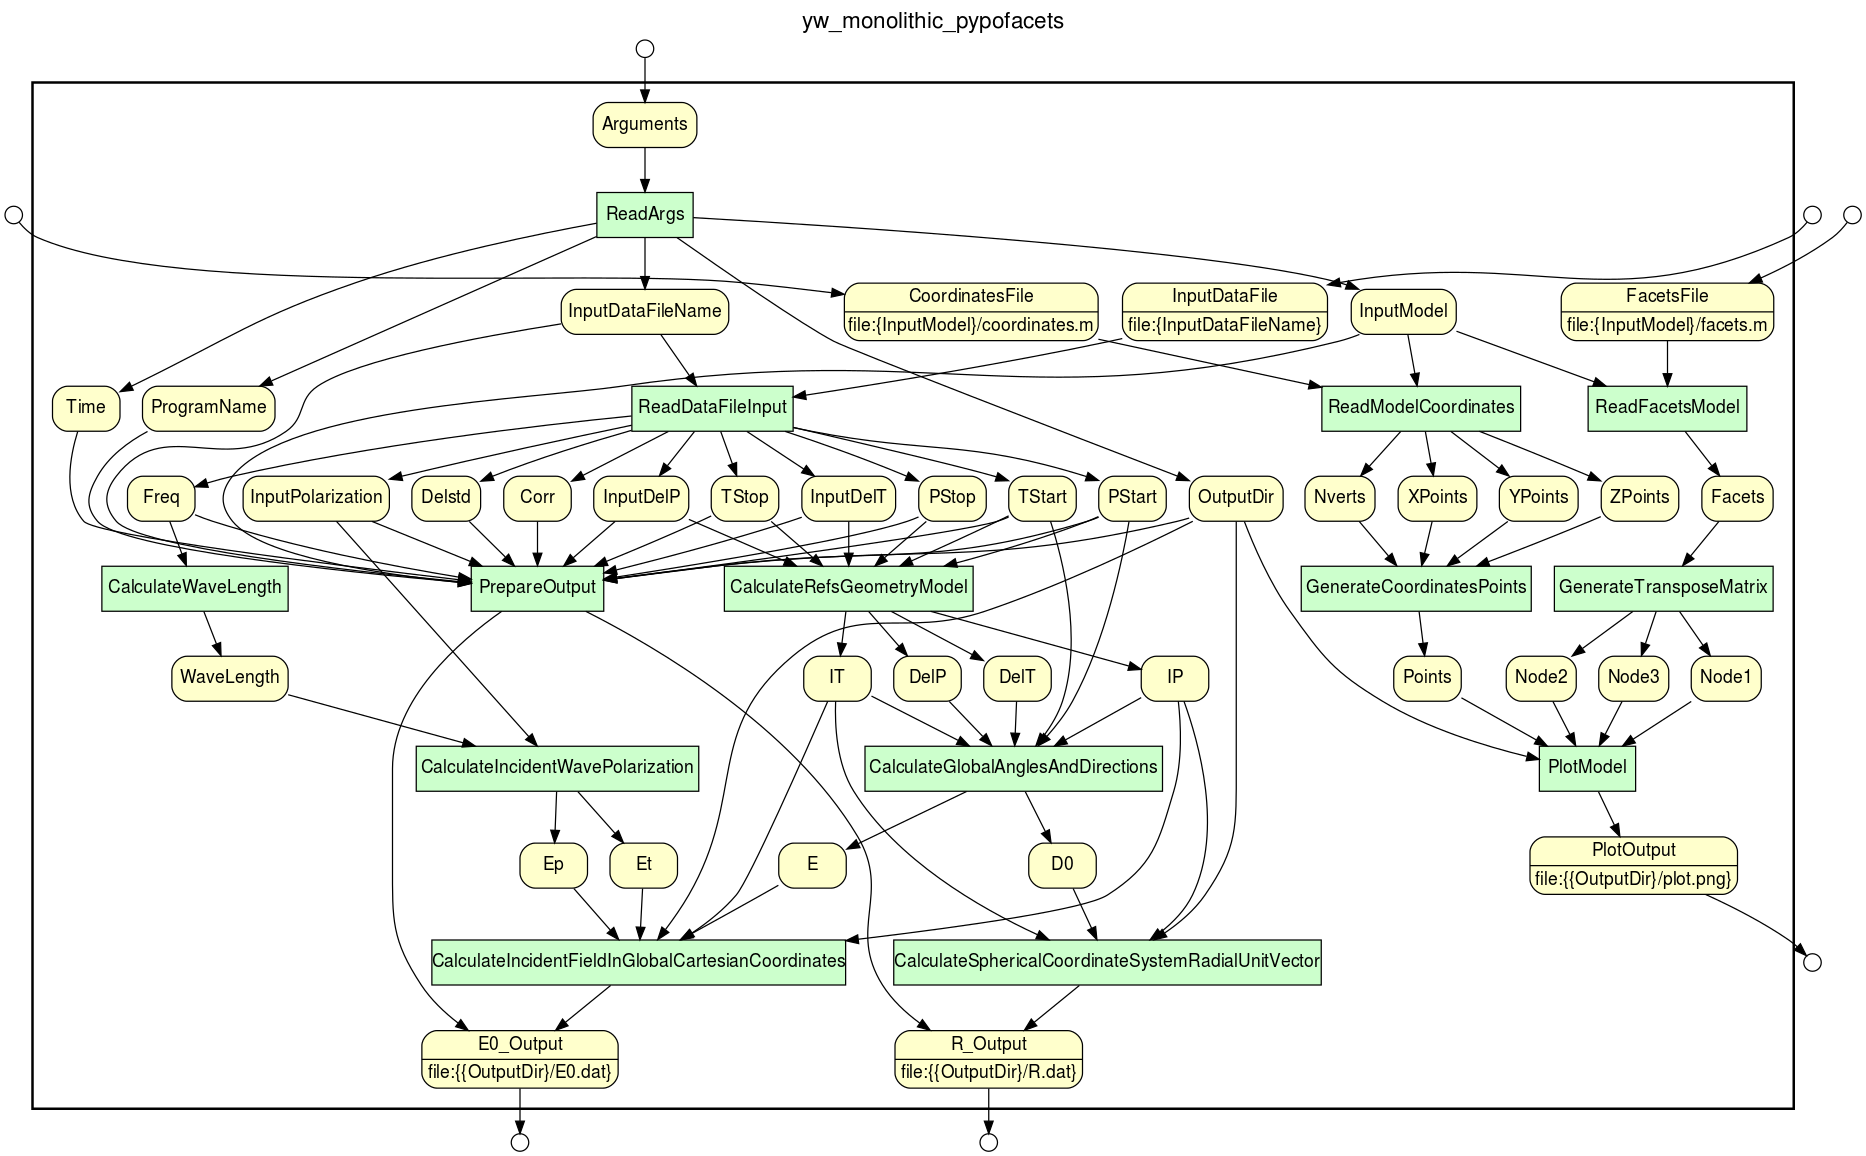 yw_monolithic_pypofacets
Arguments
ReadArgs
InputDataFileName
CoordinatesFile
file:{InputModel}/coordinates.m
InputDataFile
file:{InputDataFileName}
InputModel
FacetsFile
file:{InputModel}/facets.m
Time
ProgramName
ReadDataFileInput
ReadModelCoordinates
ReadFacetsModel
Freq
InputPolarization
Delstd
Corr
InputDelP
TStop
InputDelT
PStop
TStart
PStart
OutputDir
Nverts
XPoints
YPoints
ZPoints
Facets
CalculateWaveLength
PrepareOutput
CalculateRefsGeometryModel
GenerateCoordinatesPoints
GenerateTransposeMatrix
WaveLength
IT
DelP
DelT
IP
Points
Node2
Node3
Node1
CalculateIncidentWavePolarization
CalculateGlobalAnglesAndDirections
PlotModel
Ep
Et
E
D0
PlotOutput
file:{{OutputDir}/plot.png}
CalculateIncidentFieldInGlobalCartesianCoordinates
CalculateSphericalCoordinateSystemRadialUnitVector
E0_Output
file:{{OutputDir}/E0.dat}
R_Output
file:{{OutputDir}/R.dat}